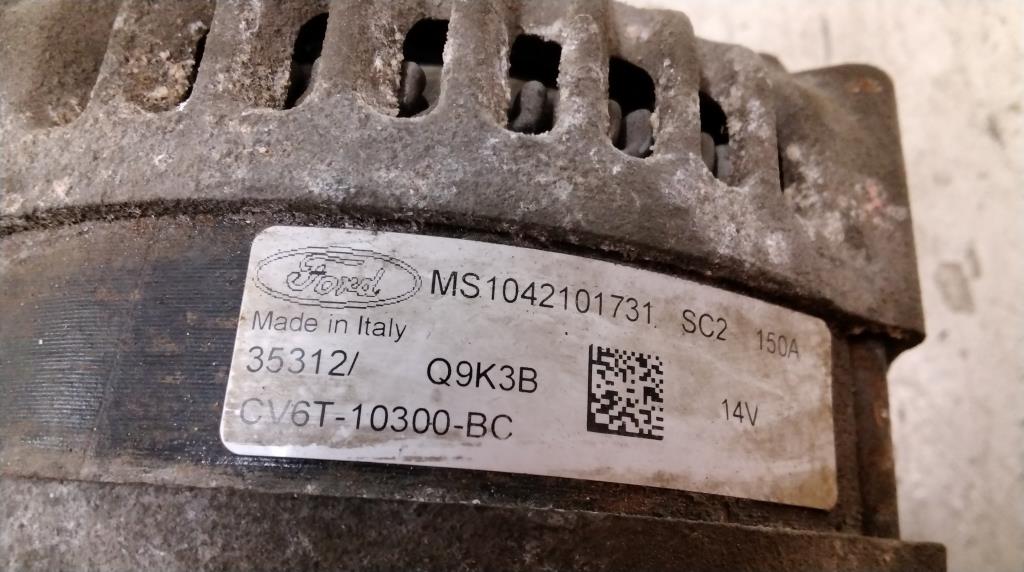 Ford MS1042101731 SC2 150A
Made in Italy
35312/ Q9K3B 14V
CV6T-10300-BC